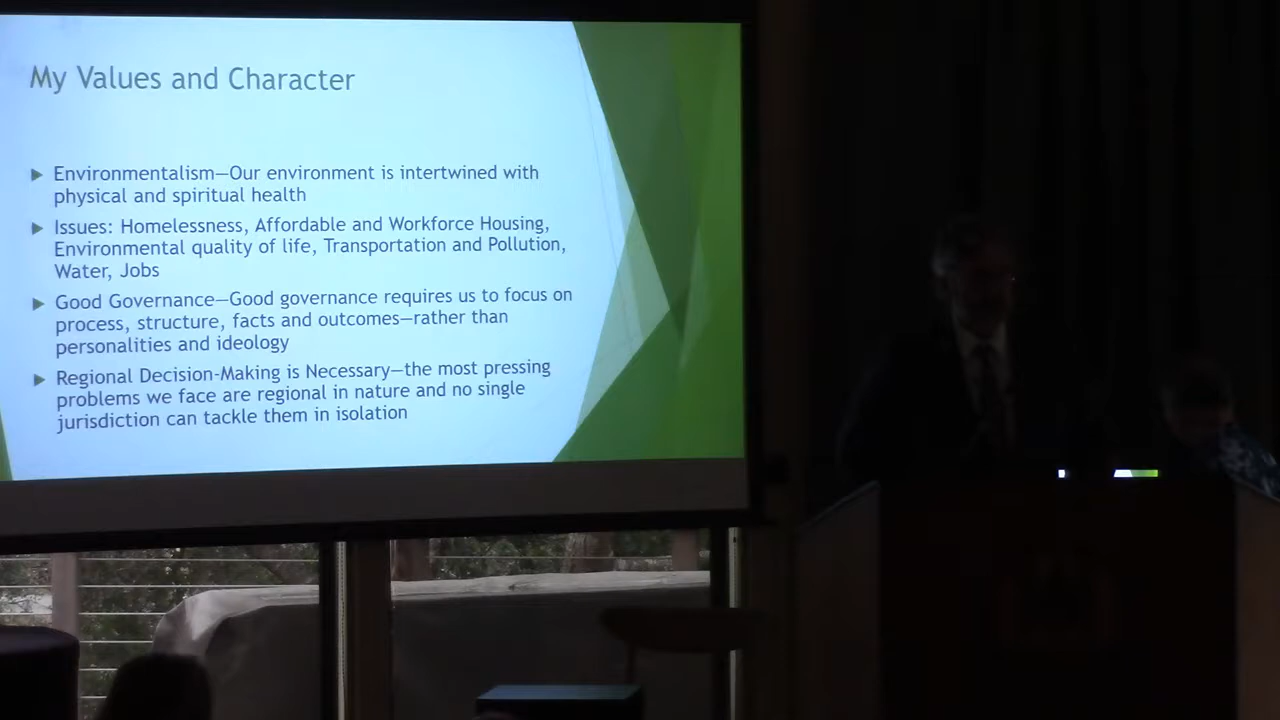 My Values and Character
Environmentalism—Our environment is intertwined with
physical and spiritual health
Issues: Homelessness, Affordable and Workforce Housing,
Environmental quality of life, Transportation and Pollution,
Water, Jobs
Good Governance—Good governance requires us to focus on
process, structure, facts and outcomes—rather than
personalities and ideology
Regional Decision-Making is Necessary—the most pressing
problems we face are regional in nature and no single
jurisdiction can tackle them in isolation